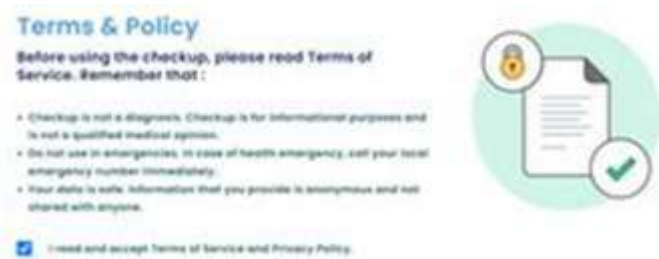 Terms & Policy
Before using the checkup, please read Terms of
Service. Remember that :
• Checkup is not a diagnosis. Checkup is for informational purposes and
is not a qualified medical opinion.
• Do not use in emergencies. In case of health emergency, call your local
emergency number immediately.
• Your data is safe. Information that you provide is anonymous and not
shared with anyone.
I read and accept Terms of Service and Privacy Policy.